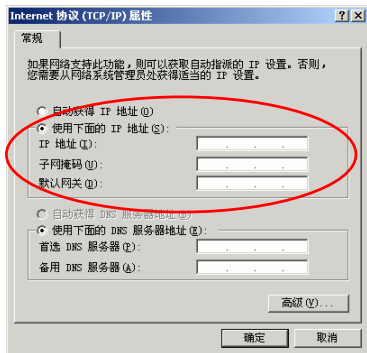 Internet 协议 (TCP/IP) 属性
常规
如果网络支持此功能，则可以获取自动指派的 IP 设置。否则，
您需要从网络系统管理员处获得适当的 IP 设置。
自动获得 IP 地址(O)
使用下面的 IP 地址(S):
IP 地址(I):
子网掩码(U):
默认网关(D):
自动获得 DNS 服务器地址(B)
使用下面的 DNS 服务器地址(E):
首选 DNS 服务器(P):
备用 DNS 服务器(A):
高级(V)...
确定
取消